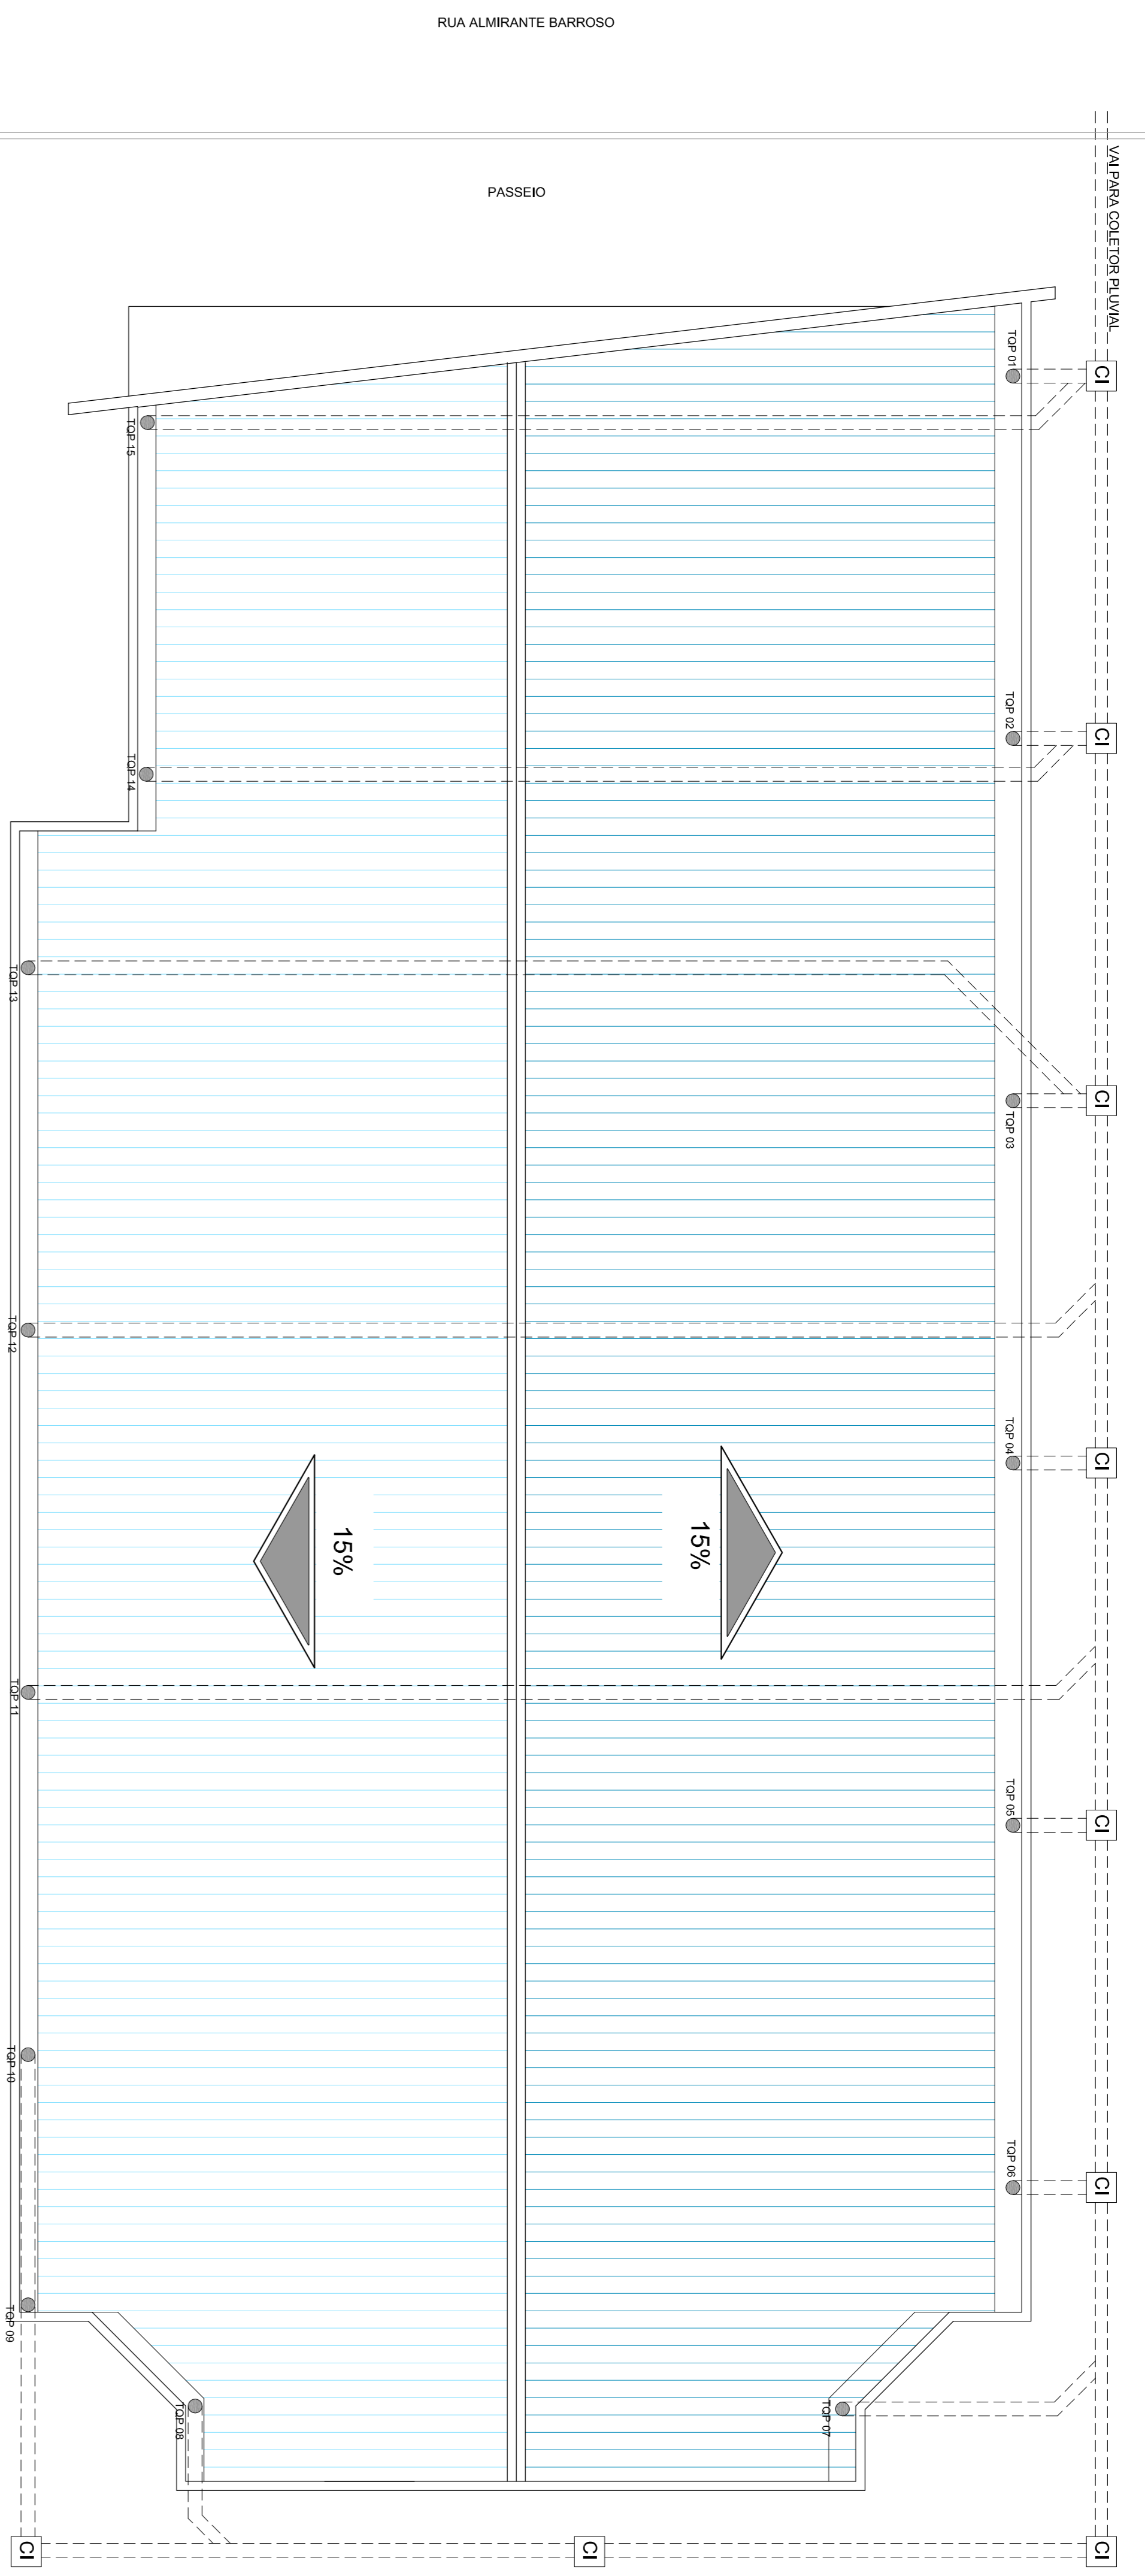 RUA ALMIRANTE BARROSO
VAI PARA COLETOR PLUVIAL
PASSEIO
TQP 01
CI
TQP 15
TQP 02
CI
TQP 14
TQP 13
CI
TQP 03
TQP 12
TQP 04
CI
15%
15%
TQP 11
TQP 05
CI
TQP 10
TQP 06
CI
TQP 09
TQP 08
TQP 07
CI
CI
CI